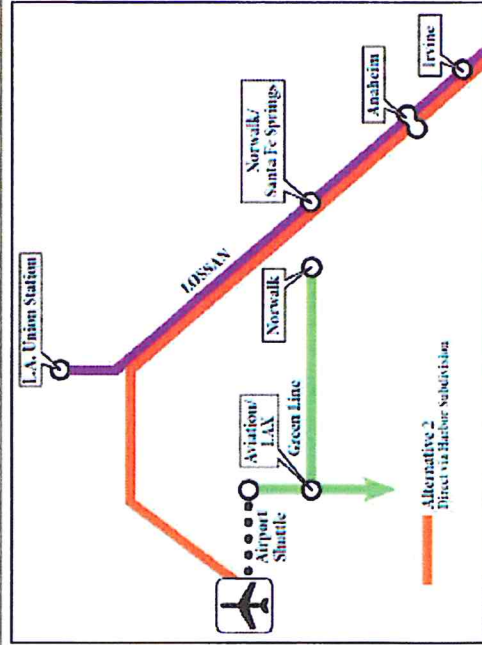 L.A. Union Station
LOSSAN
Norwalk/
Santa Fe Springs
Anaheim
Irvine
Aviation/
LAX
Green Line
Norwalk
Airport
Shuttle
Alternative 2
Direct via Harbor Subdivision